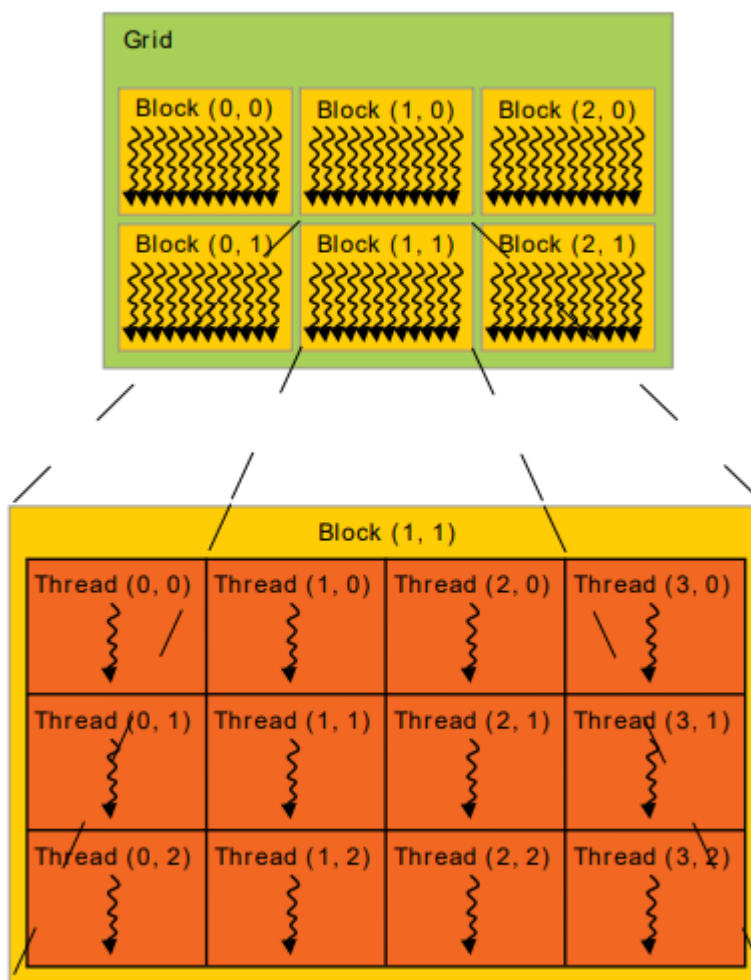 Grid
Block (0, 0) Block (1, 0) Block (2, 0)
Block (0, 1) Block (1, 1) Block (2, 1)
Block (1, 1)
Thread (0, 0) Thread (1, 0) Thread (2, 0) Thread (3, 0)
Thread (0, 1) Thread (1, 1) Thread (2, 1) Thread (3, 1)
Thread (0, 2) Thread (1, 2) Thread (2, 2) Thread (3, 2)